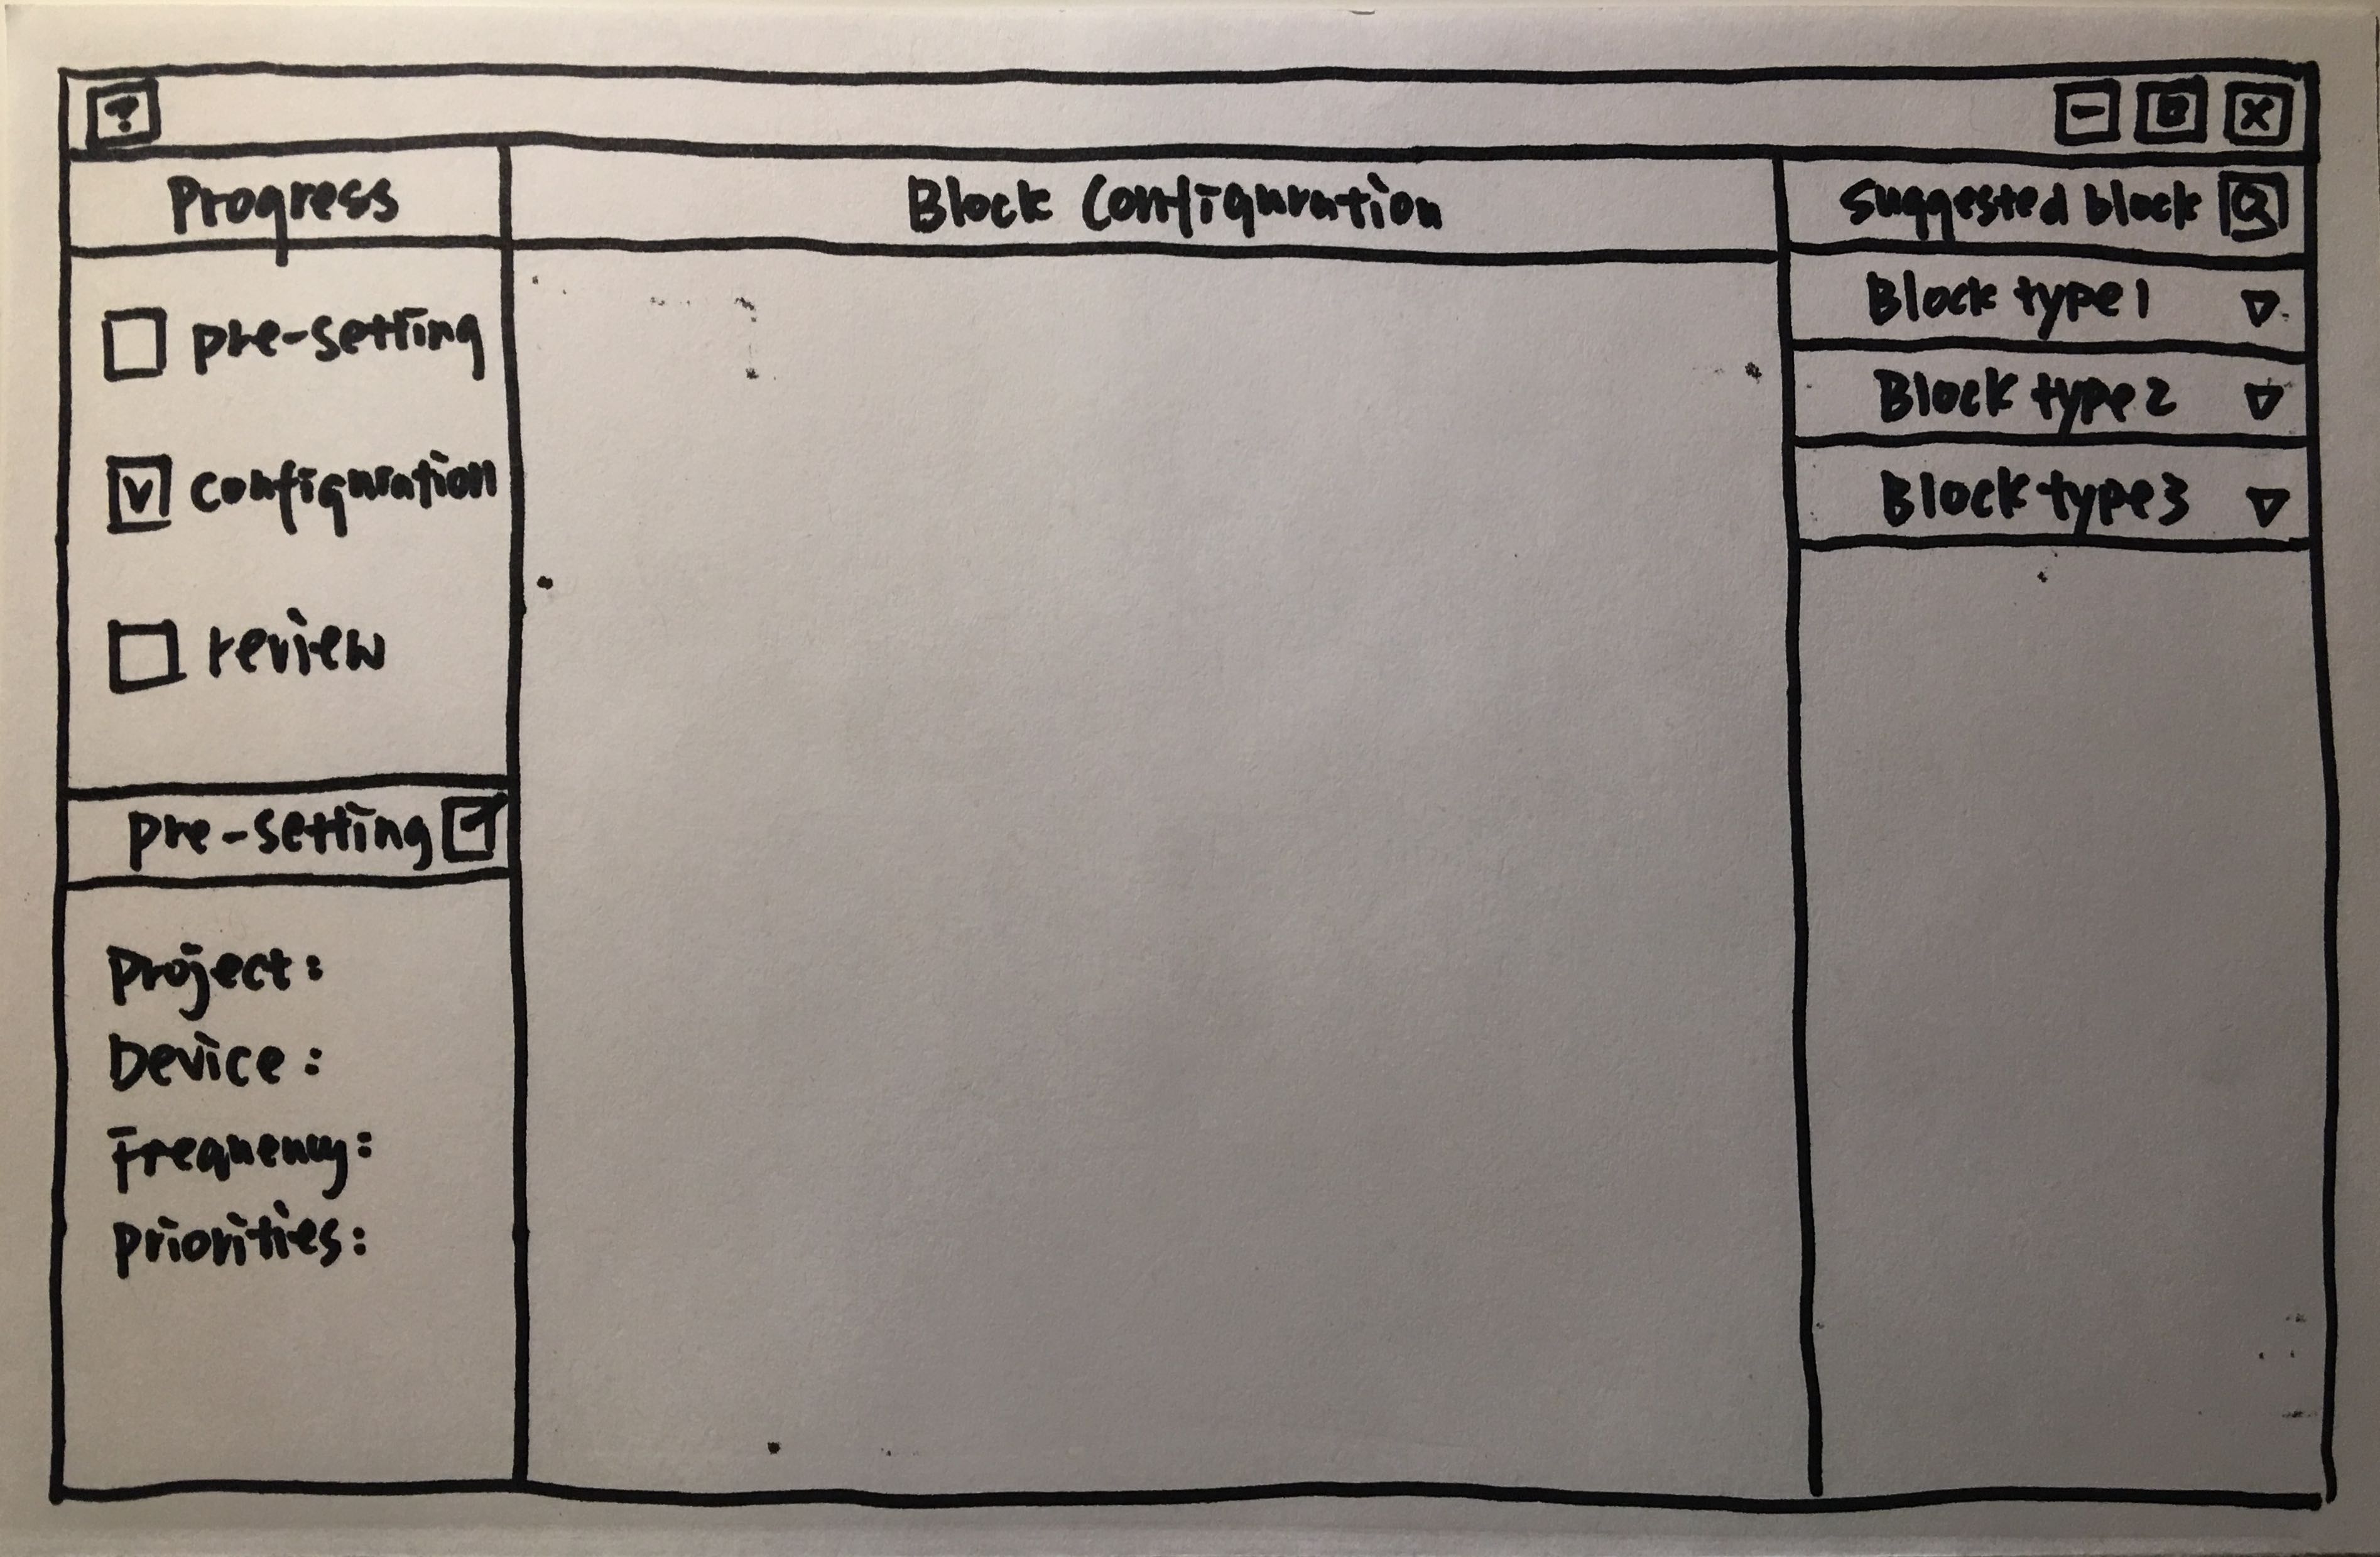 ?
Progress
Block Configuration
Suggested block
pre-setting
configuration
review
Block type 1
Block type 2
Block type 3
pre-setting
Project:
Device:
Frequency:
Priorities: